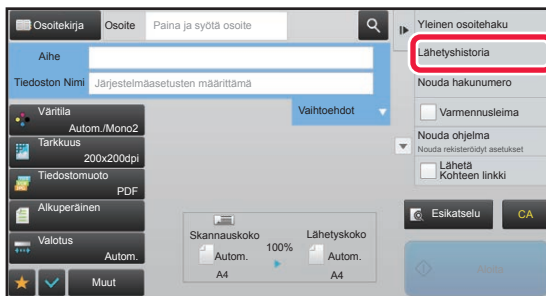 Osoitekirja
Osoite
Paina ja syötä osoite
Aihe
Tiedoston Nimi
Järjestelmäasetusten määrittämä
Vaihtoehdot
Väritila
Autom./Mono2
Tarkkuus
200x200dpi
Tiedostomuoto
PDF
Alkuperäinen
Valotus
Autom.
Muut
Skannauskoko
Autom.
A4
100%
Lähetyskoko
Autom.
A4
Yleinen osoitehaku
Lähetyshistoria
Nouda hakunumero
Varmennusleima
Nouda ohjelma
Nouda rekisteröidyt asetukset
Lähetä
Kohteen linkki
Esikatselu
CA
Aloita